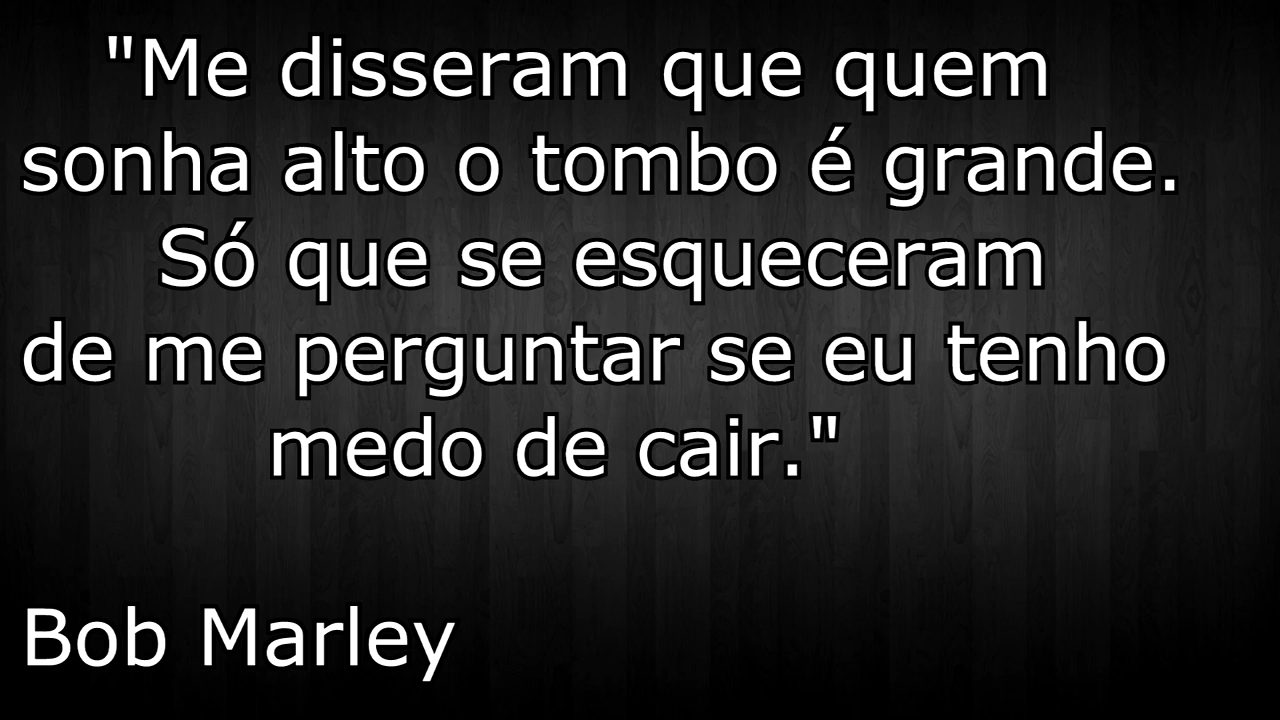 "Me disseram que quem
sonha alto o tombo é grande.
Só que se esqueceram
de me perguntar se eu tenho
medo de cair."
Bob Marley